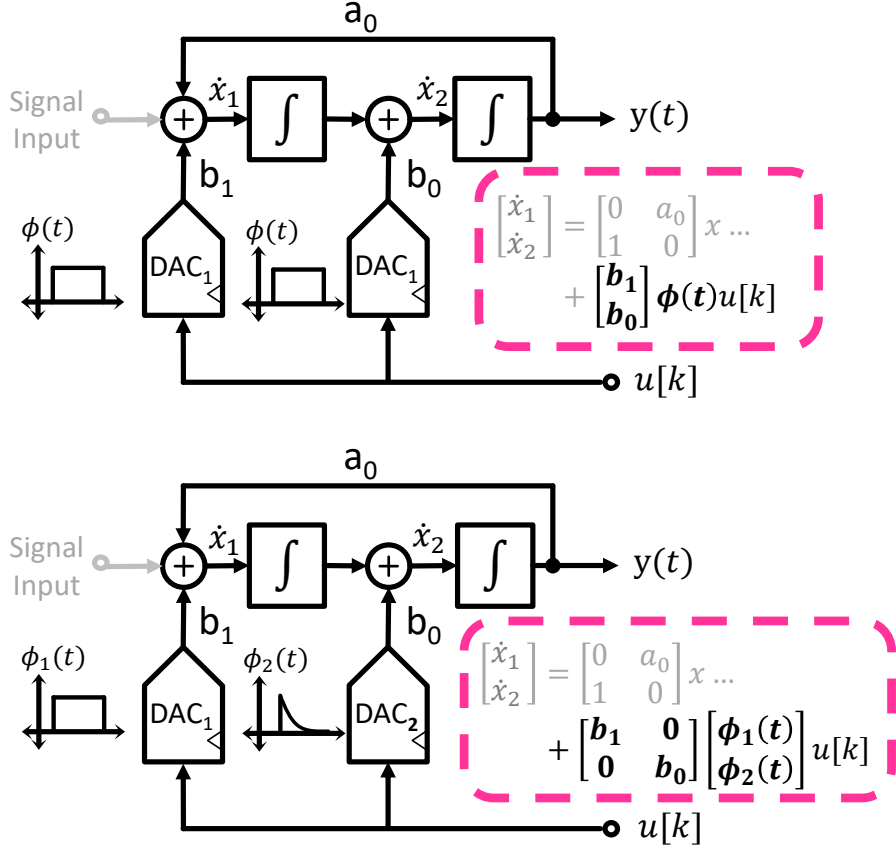 a₀
Signal Input
ẋ₁
∫
ẋ₂
∫
y(t)
b₁
b₀
ϕ(t)
DAC₁
ϕ(t)
DAC₁
[ẋ₁ ẋ₂] = [0 a₀ 1 0] x ...
+ [b₁ b₀] ϕ(t)u[k]
u[k]
a₀
Signal Input
ẋ₁
∫
ẋ₂
∫
y(t)
b₁
b₀
ϕ₁(t)
DAC₁
ϕ₂(t)
DAC₂
[ẋ₁ ẋ₂] = [0 a₀ 1 0] x ...
+ [b₁ 0 0 b₀] [ϕ₁(t) ϕ₂(t)] u[k]
u[k]